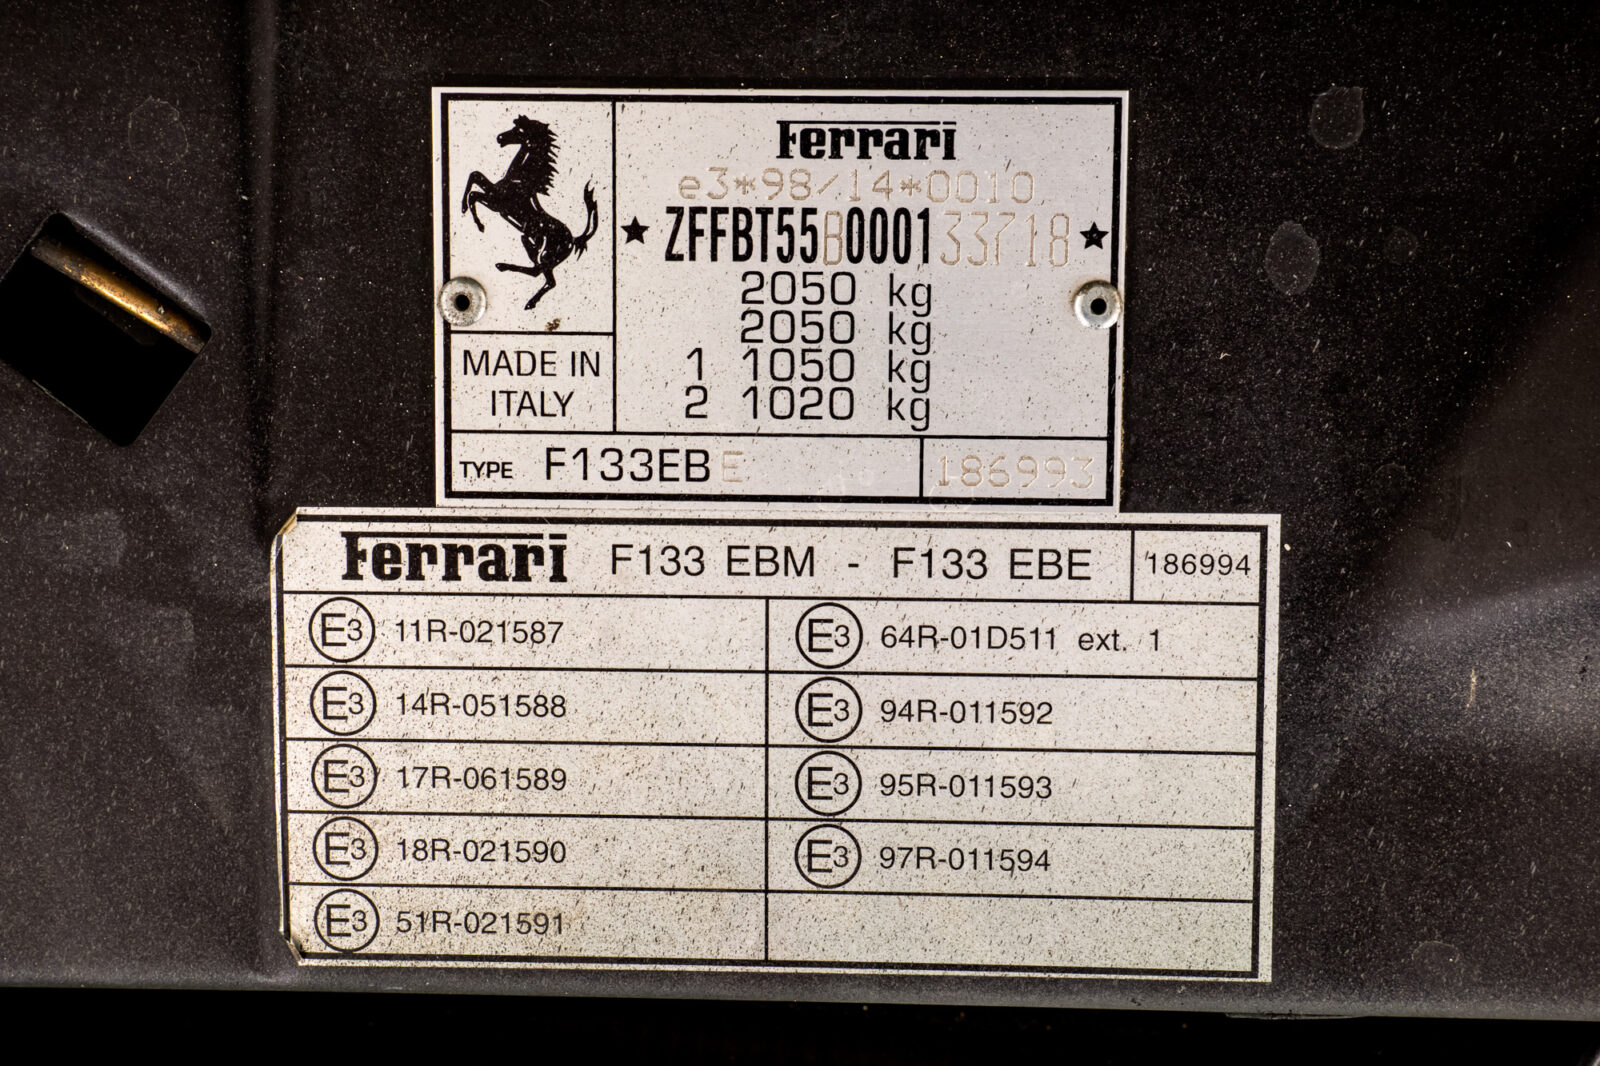 Ferrari
e3*98/14*0010
★ ZFFBT55B000133718 ★
2050 kg
2050 kg
1 1050 kg
2 1020 kg
MADE IN
ITALY
TYPE F133EBE 186993
Ferrari F133 EBM - F133 EBE 186994
E3 11R-021587 E3 64R-01D511 ext. 1
E3 14R-051588 E3 94R-011592
E3 17R-061589 E3 95R-011593
E3 18R-021590 E3 97R-011594
E3 51R-021591